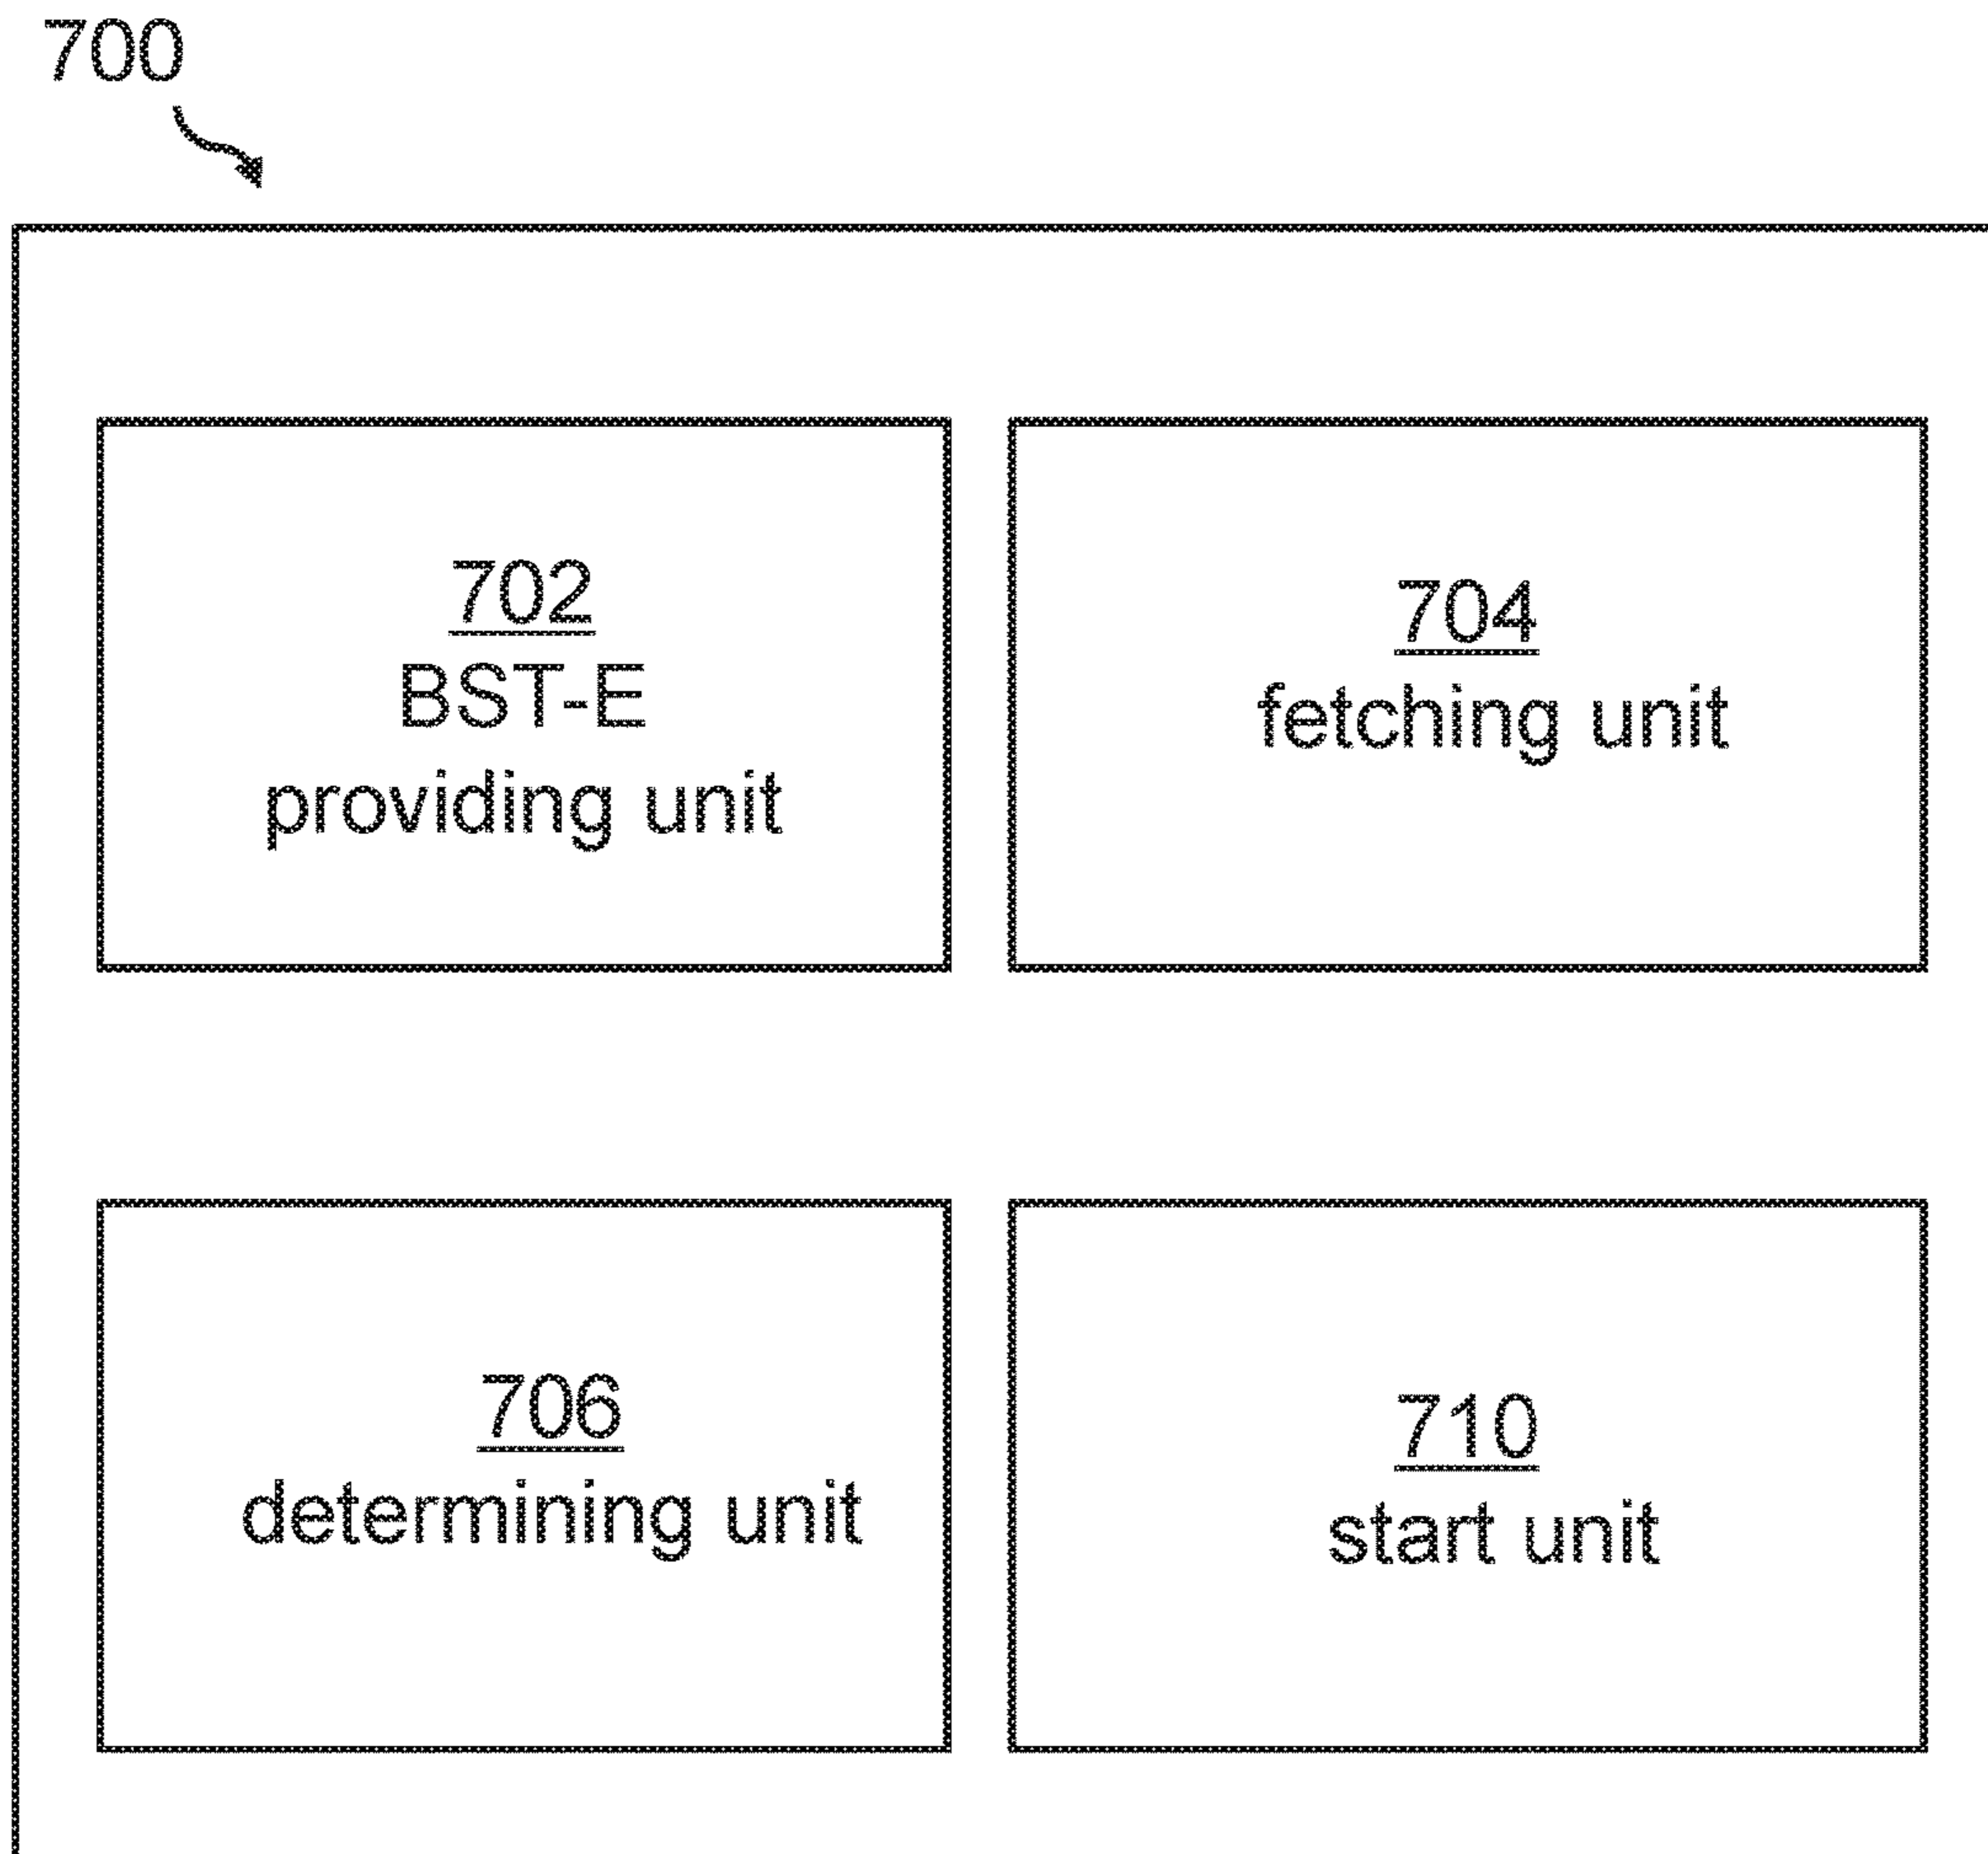 700
702
BST-E
providing unit
704
fetching unit
706
determining unit
710
start unit